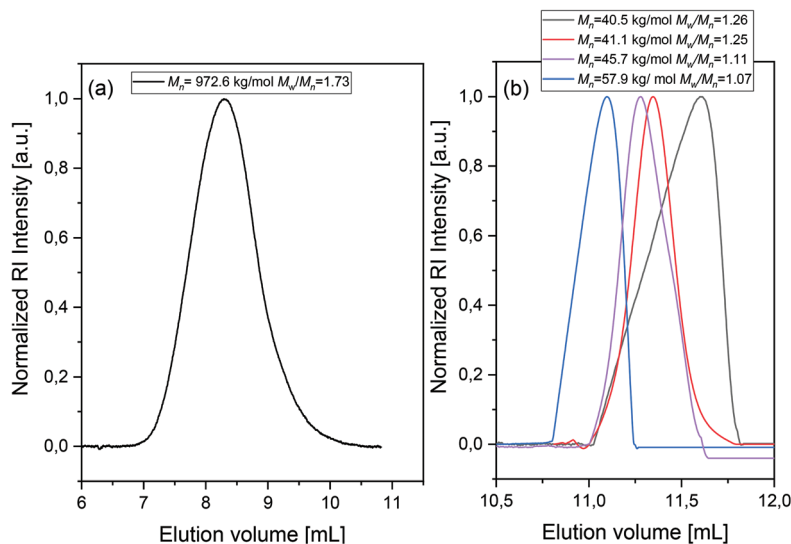 (a)
Mn= 972.6 kg/mol Mw/Mn=1.73
Normalized RI Intensity [a.u.]
1,0
0,8
0,6
0,4
0,2
0,0
6 7 8 9 10 11
Elution volume [mL]
Mn=40.5 kg/mol Mw/Mn=1.26
Mn=41.1 kg/mol Mw/Mn=1.25
Mn=45.7 kg/mol Mw/Mn=1.11
Mn=57.9 kg/ mol Mw/Mn=1.07
(b)
Normalized RI Intensity [a.u.]
1,0
0,8
0,6
0,4
0,2
0,0
10,5 11,0 11,5 12,0
Elution volume [mL]